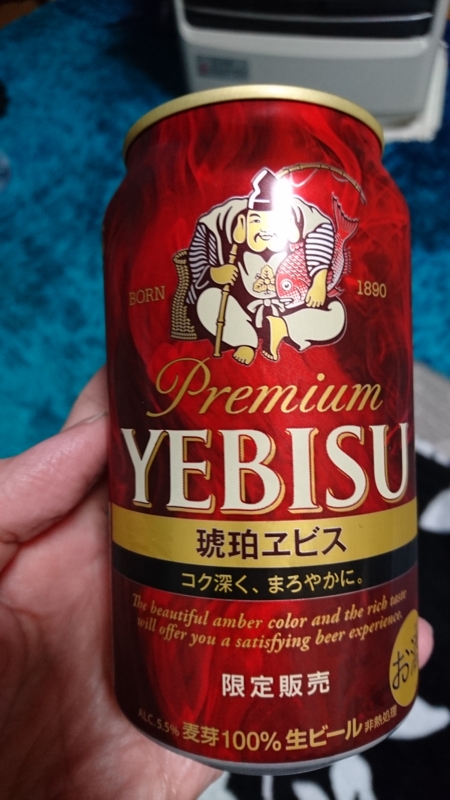 BORN 1890
Premium
YEBISU
琥珀ヱビス
コク深く、まろやかに。
The beautiful amber color and the rich taste
will offer you a satisfying beer experience.
限定販売
ALC.5.5% 麦芽100%生ビール 非熱処理
お酒